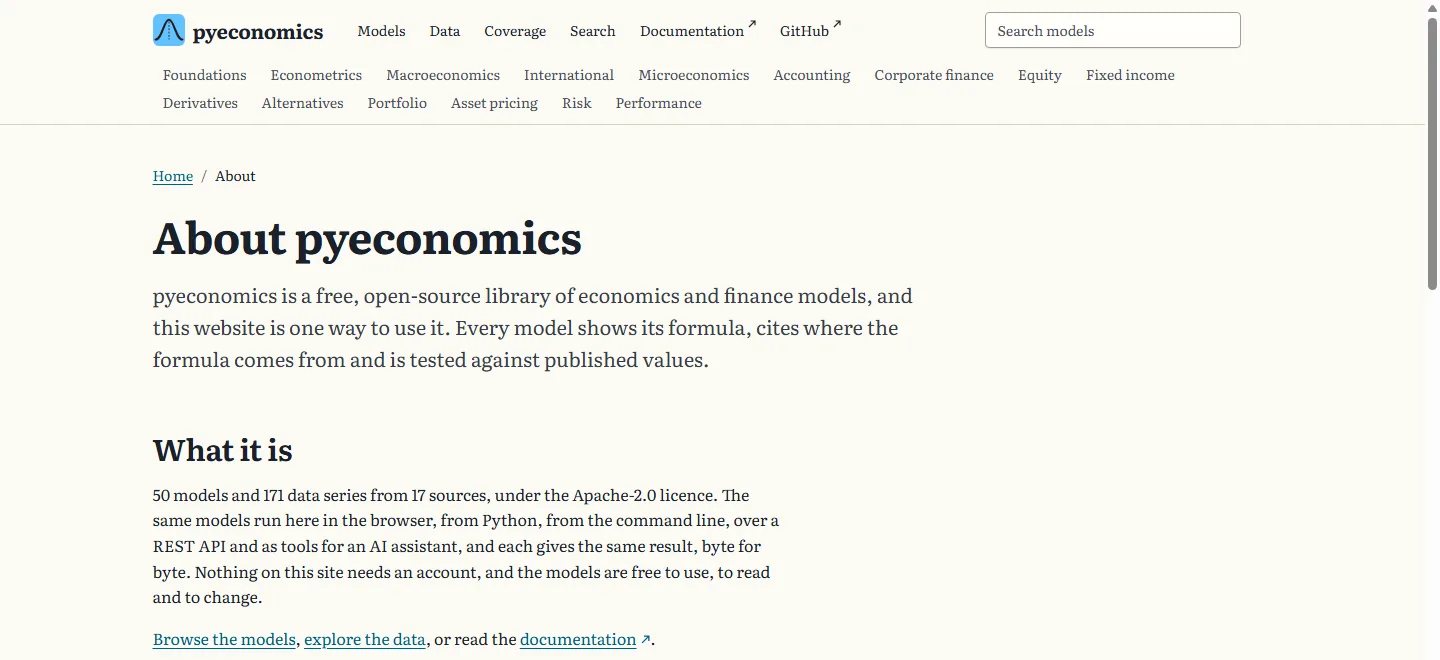 pyeconomics
Models Data Coverage Search Documentation ↗ GitHub ↗
Search models
Foundations Econometrics Macroeconomics International Microeconomics Accounting Corporate finance Equity Fixed income
Derivatives Alternatives Portfolio Asset pricing Risk Performance
Home / About
About pyeconomics
pyeconomics is a free, open-source library of economics and finance models, and
this website is one way to use it. Every model shows its formula, cites where the
formula comes from and is tested against published values.
What it is
50 models and 171 data series from 17 sources, under the Apache-2.0 licence. The
same models run here in the browser, from Python, from the command line, over a
REST API and as tools for an AI assistant, and each gives the same result, byte for
byte. Nothing on this site needs an account, and the models are free to use, to read
and to change.
Browse the models, explore the data, or read the documentation ↗.